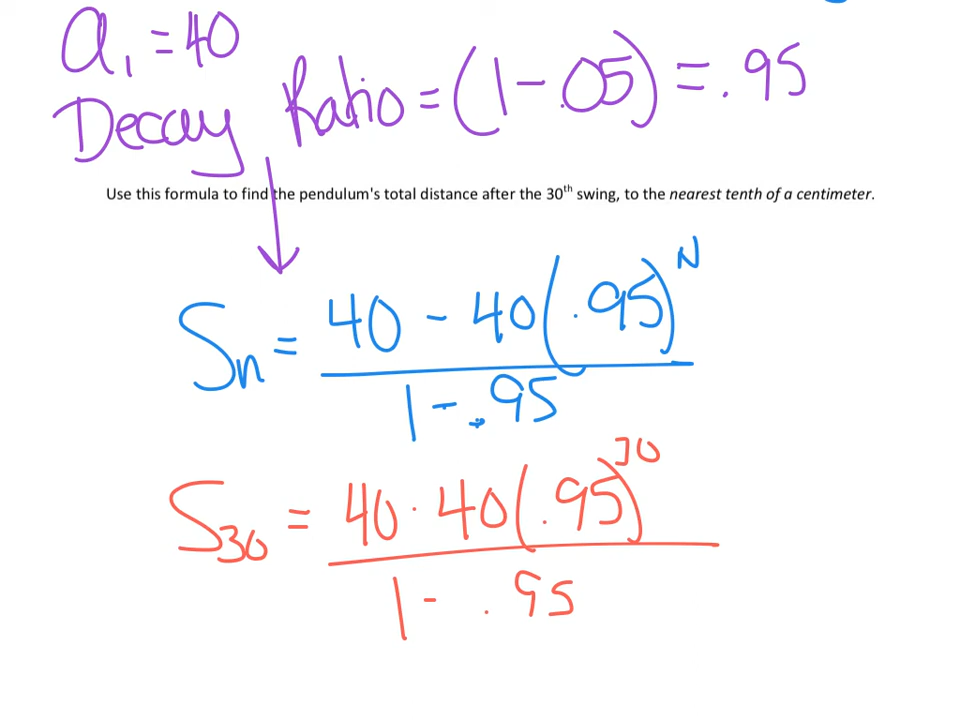 a₁ = 40
Decay Ratio = (1 - .05) = .95
Use this formula to find the pendulum's total distance after the 30th swing, to the nearest tenth of a centimeter.
Sn = 40 - 40(.95)^N
1 - .95
S30 = 40 · 40(.95)^30
1 - .95